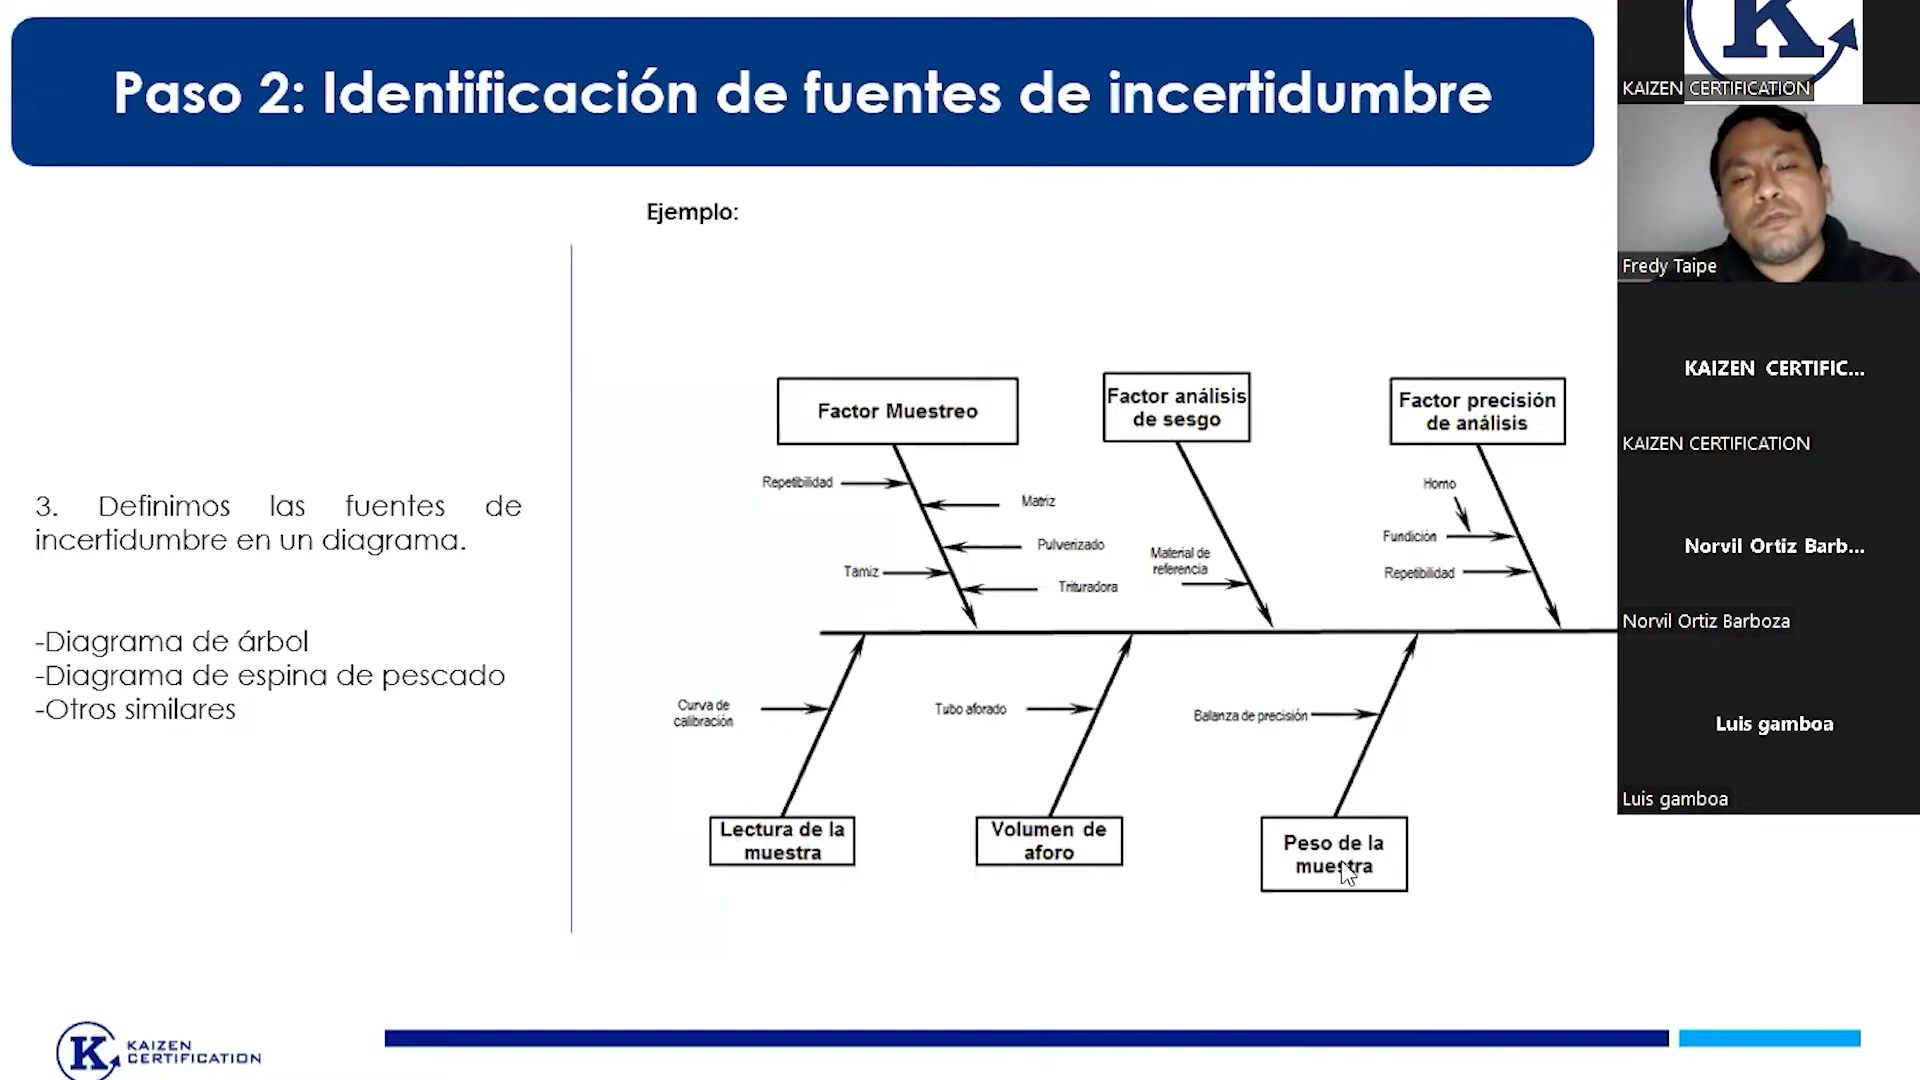 Paso 2: Identificación de fuentes de incertidumbre
Ejemplo:
3. Definimos las fuentes de
incertidumbre en un diagrama.
-Diagrama de árbol
-Diagrama de espina de pescado
-Otros similares
Factor Muestreo
Factor análisis
de sesgo
Factor precisión
de análisis
Repetibilidad
Matriz
Pulverizado
Tamiz
Trituradora
Material de
referencia
Horno
Fundición
Repetibilidad
Curva de
calibración
Tubo aforado
Balanza de precisión
Lectura de la
muestra
Volumen de
aforo
Peso de la
muestra
K KAIZEN
CERTIFICATION
K
KAIZEN CERTIFICATION
Fredy Taipe
KAIZEN CERTIFIC...
KAIZEN CERTIFICATION
Norvil Ortiz Barb...
Norvil Ortiz Barboza
Luis gamboa
Luis gamboa